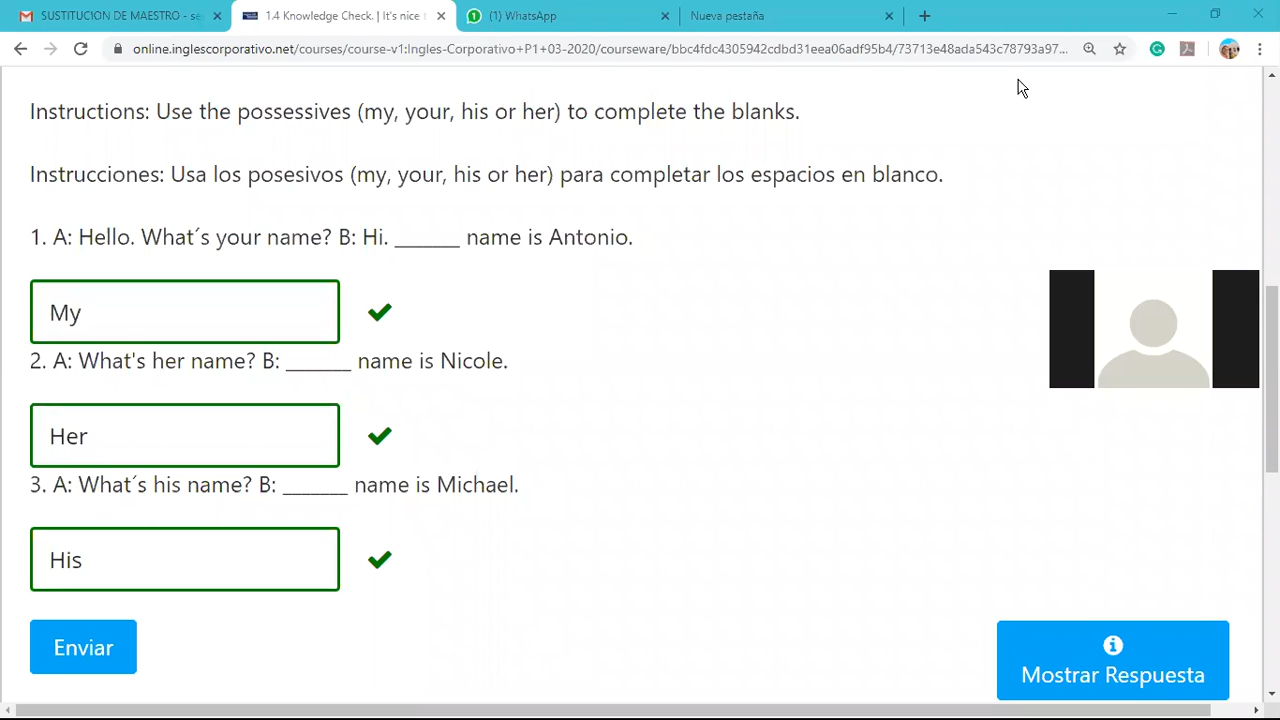 SUSTITUCION DE MAESTRO - se
1.4 Knowledge Check. | It's nice t
(1) WhatsApp
Nueva pestaña
online.inglescorporativo.net/courses/course-v1:Ingles-Corporativo+P1+03-2020/courseware/bbc4fdc4305942cdbd31eea06adf95b4/73713e48ada543c78793a97...
Instructions: Use the possessives (my, your, his or her) to complete the blanks.
Instrucciones: Usa los posesivos (my, your, his or her) para completar los espacios en blanco.
1. A: Hello. What´s your name? B: Hi. ______ name is Antonio.
My
2. A: What's her name? B: ______ name is Nicole.
Her
3. A: What´s his name? B: ______ name is Michael.
His
Enviar
Mostrar Respuesta